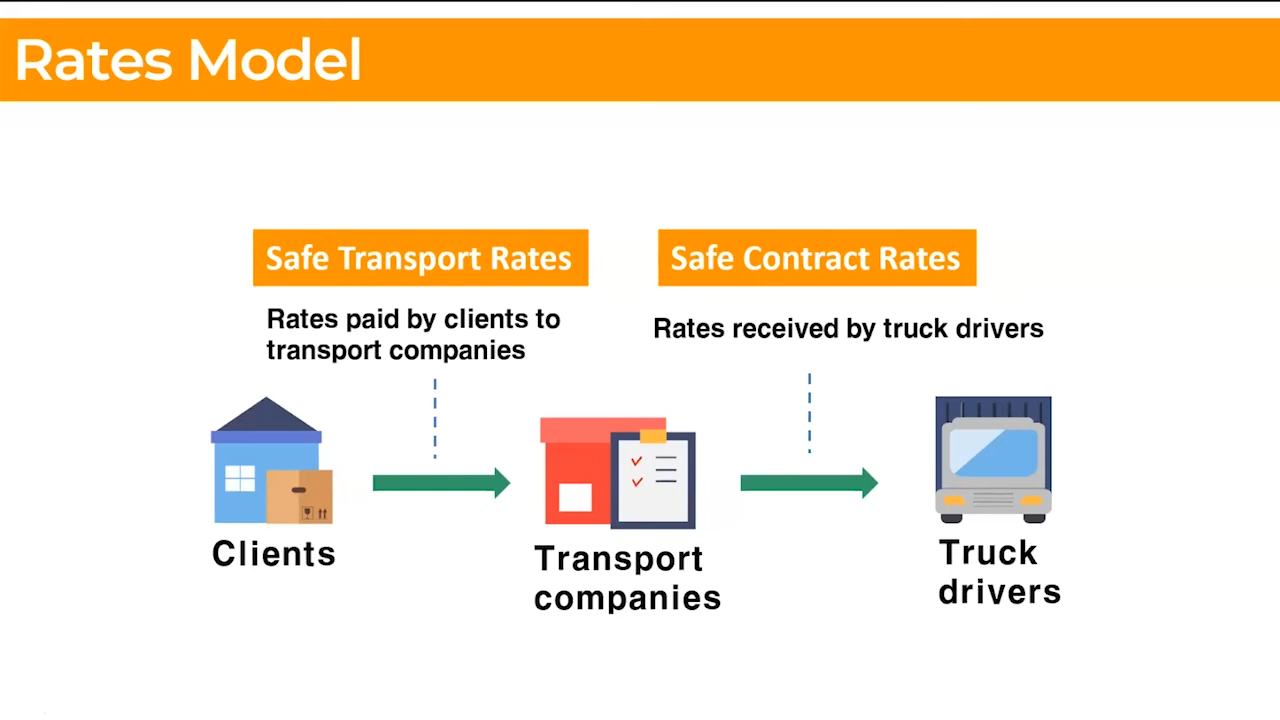 Rates Model
Safe Transport Rates
Rates paid by clients to
transport companies
Safe Contract Rates
Rates received by truck drivers
Clients
Transport
companies
Truck
drivers